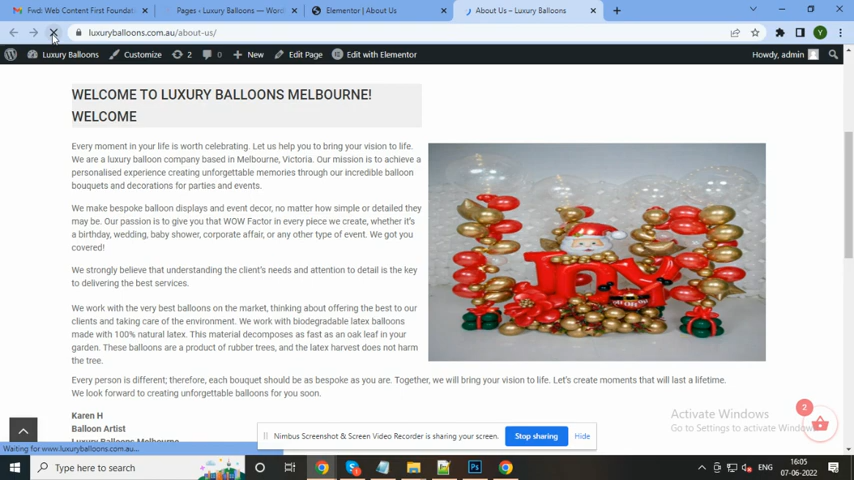 Fwd: Web Content First Foundat
Pages ‹ Luxury Balloons — Word
Elementor | About Us
About Us – Luxury Balloons
luxuryballoons.com.au/about-us/
Luxury Balloons
Customize
2
0
New
Edit Page
Edit with Elementor
Howdy, admin
WELCOME TO LUXURY BALLOONS MELBOURNE!
WELCOME
Every moment in your life is worth celebrating. Let us help you to bring your vision to life.
We are a luxury balloon company based in Melbourne, Victoria. Our mission is to achieve a
personalised experience creating unforgettable memories through our incredible balloon
bouquets and decorations for parties and events.
We make bespoke balloon displays and event decor, no matter how simple or detailed they
may be. Our passion is to give you that WOW Factor in every piece we create, whether it's
a birthday, wedding, baby shower, corporate affair, or any other type of event. We got you
covered!
We strongly believe that understanding the client's needs and attention to detail is the key
to delivering the best services.
We work with the very best balloons on the market, thinking about offering the best to our
clients and taking care of the environment. We work with biodegradable latex balloons
made with 100% natural latex. This material decomposes as fast as an oak leaf in your
garden. These balloons are a product of rubber trees, and the latex harvest does not harm
the tree.
Every person is different; therefore, each bouquet should be as bespoke as you are. Together, we will bring your vision to life. Let's create moments that will last a lifetime.
We look forward to creating unforgettable balloons for you soon.
Karen H
Balloon Artist
Luxury Balloons Melbourne
Joy
Activate Windows
Go to Settings to activate Windows.
2
Nimbus Screenshot & Screen Video Recorder is sharing your screen.
Stop sharing
Hide
Waiting for www.luxuryballoons.com.au...
Type here to search
ENG
16:05
07-06-2022